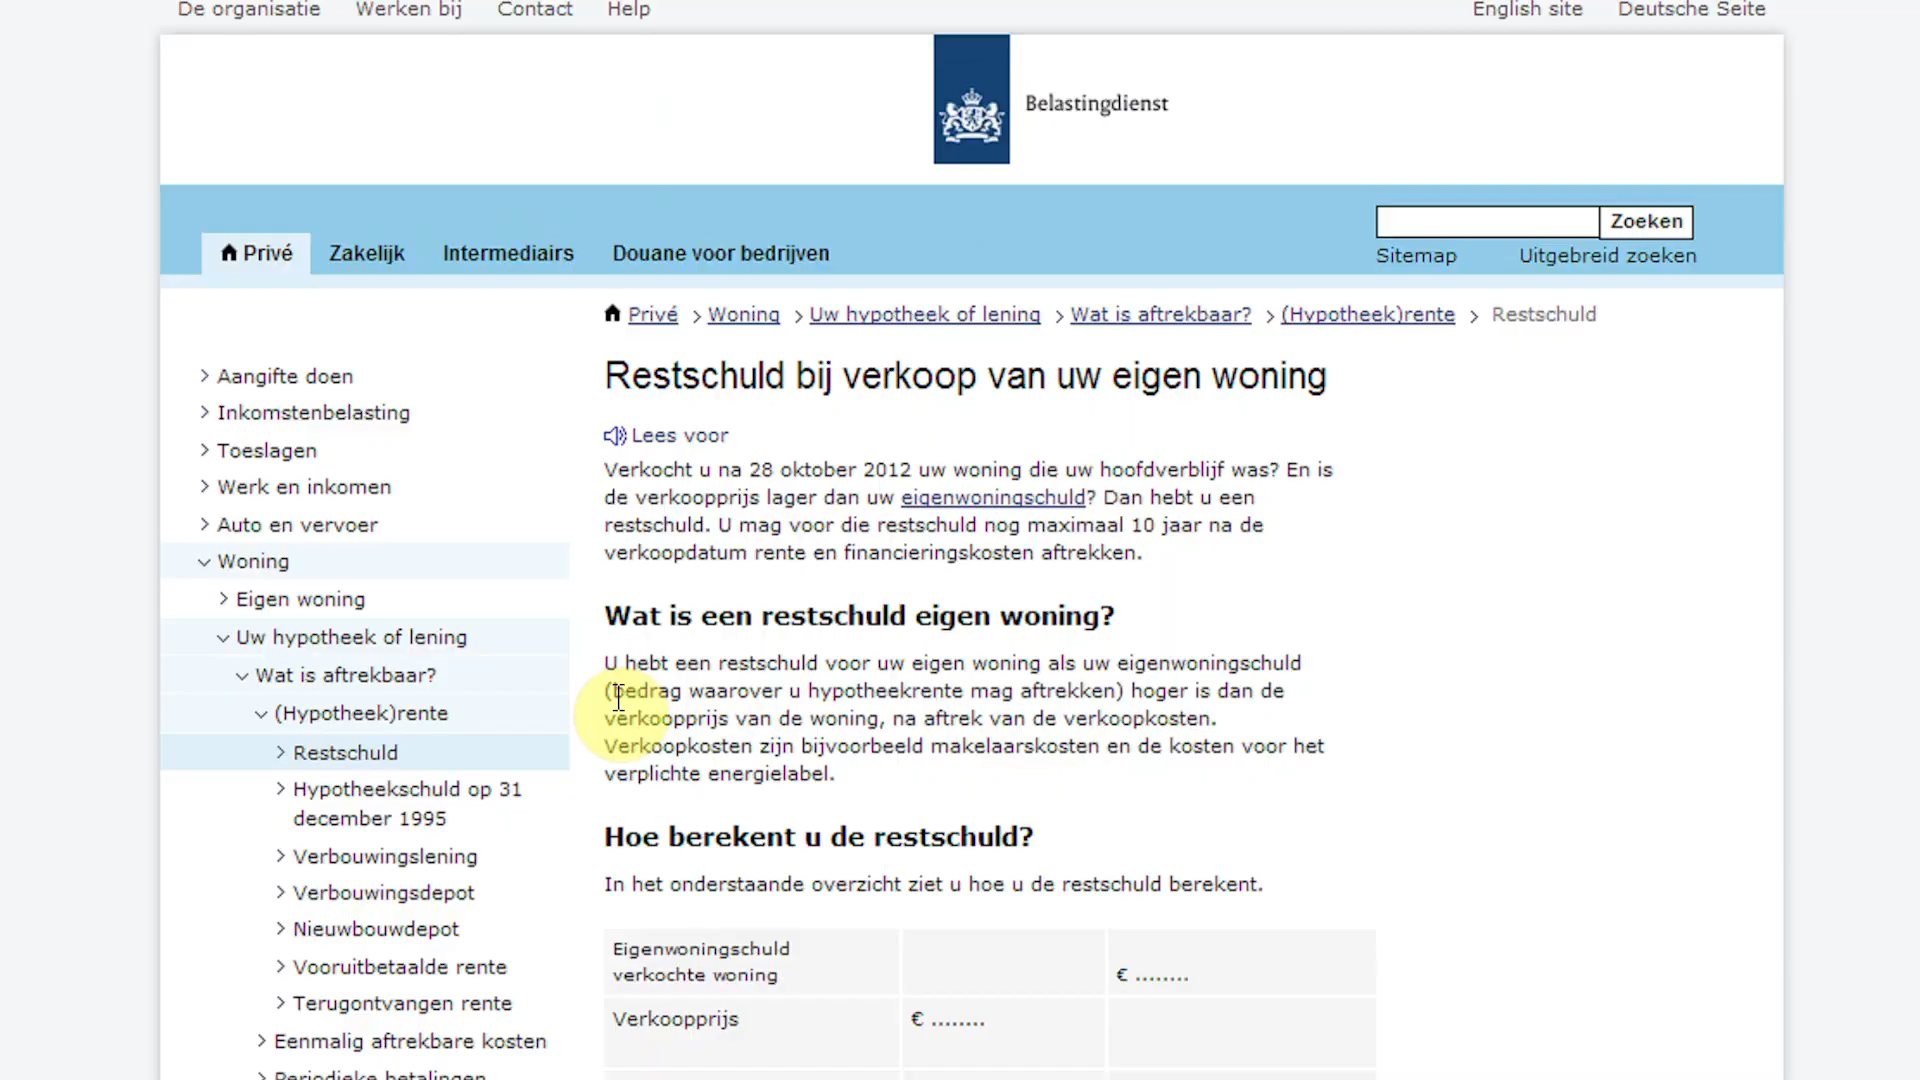 De organisatie Werken bij Contact Help English site Deutsche Seite
Belastingdienst
Zoeken
Privé Zakelijk Intermediairs Douane voor bedrijven
Sitemap Uitgebreid zoeken
Privé > Woning > Uw hypotheek of lening > Wat is aftrekbaar? > (Hypotheek)rente > Restschuld
> Aangifte doen
> Inkomstenbelasting
> Toeslagen
> Werk en inkomen
> Auto en vervoer
Woning
> Eigen woning
Uw hypotheek of lening
Wat is aftrekbaar?
(Hypotheek)rente
> Restschuld
> Hypotheekschuld op 31
december 1995
> Verbouwingslening
> Verbouwingsdepot
> Nieuwbouwdepot
> Vooruitbetaalde rente
> Terugontvangen rente
> Eenmalig aftrekbare kosten
> Periodieke betalingen
Restschuld bij verkoop van uw eigen woning
Lees voor
Verkocht u na 28 oktober 2012 uw woning die uw hoofdverblijf was? En is
de verkoopprijs lager dan uw eigenwoningschuld? Dan hebt u een
restschuld. U mag voor die restschuld nog maximaal 10 jaar na de
verkoopdatum rente en financieringskosten aftrekken.
Wat is een restschuld eigen woning?
U hebt een restschuld voor uw eigen woning als uw eigenwoningschuld
(bedrag waarover u hypotheekrente mag aftrekken) hoger is dan de
verkoopprijs van de woning, na aftrek van de verkoopkosten.
Verkoopkosten zijn bijvoorbeeld makelaarskosten en de kosten voor het
verplichte energielabel.
Hoe berekent u de restschuld?
In het onderstaande overzicht ziet u hoe u de restschuld berekent.
Eigenwoningschuld
verkochte woning € ........
Verkoopprijs € ........